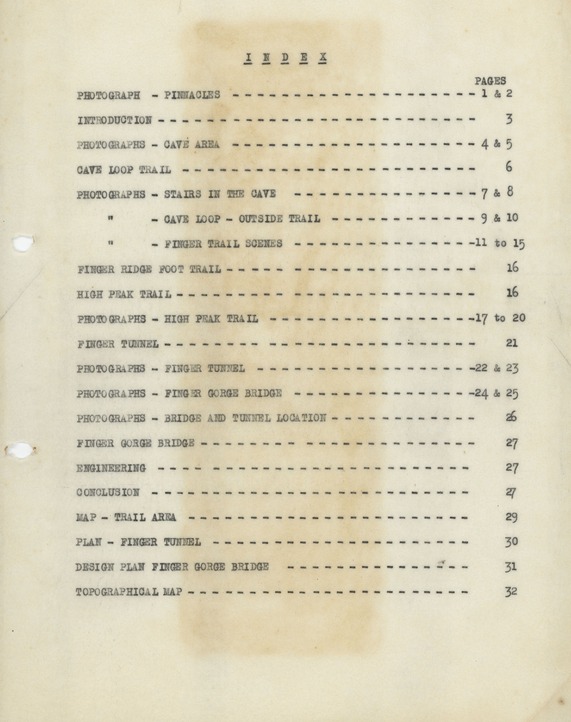 I N D E X
PAGES
PHOTOGRAPH - PINNACLES - - - - - - - - - - - - - - - - - - - - - - - 1 & 2
INTRODUCTION - - - - - - - - - - - - - - - - - - - - - - - - - - - - 3
PHOTOGRAPHS - CAVE AREA - - - - - - - - - - - - - - - - - - - - - - - 4 & 5
CAVE LOOP TRAIL - - - - - - - - - - - - - - - - - - - - - - - - - - - 6
PHOTOGRAPHS - STAIRS IN THE CAVE - - - - - - - - - - - - - - - - - 7 & 8
" - CAVE LOOP - OUTSIDE TRAIL - - - - - - - - - - - - - - 9 & 10
" - FINGER TRAIL SCENES - - - - - - - - - - - - - - - - - -11 to 15
FINGER RIDGE FOOT TRAIL - - - - - - - - - - - - - - - - - - - - - - - 16
HIGH PEAK TRAIL - - - - - - - - - - - - - - - - - - - - - - - - - - - 16
PHOTOGRAPHS - HIGH PEAK TRAIL - - - - - - - - - - - - - - - - - - - -17 to 20
FINGER TUNNEL - - - - - - - - - - - - - - - - - - - - - - - - - - - - 21
PHOTOGRAPHS - FINGER TUNNEL - - - - - - - - - - - - - - - - - - - - -22 & 23
PHOTOGRAPHS - FINGER GORGE BRIDGE - - - - - - - - - - - - - - - - - -24 & 25
PHOTOGRAPHS - BRIDGE AND TUNNEL LOCATION - - - - - - - - - - - - - - 26
FINGER GORGE BRIDGE - - - - - - - - - - - - - - - - - - - - - - - - - 27
ENGINEERING - - - - - - - - - - - - - - - - - - - - - - - - - - - - - 27
CONCLUSION - - - - - - - - - - - - - - - - - - - - - - - - - - - - - 27
MAP - TRAIL AREA - - - - - - - - - - - - - - - - - - - - - - - - - - 29
PLAN - FINGER TUNNEL - - - - - - - - - - - - - - - - - - - - - - - - 30
DESIGN PLAN FINGER GORGE BRIDGE - - - - - - - - - - - - - - - - - - 31
TOPOGRAPHICAL MAP - - - - - - - - - - - - - - - - - - - - - - - - - - 32